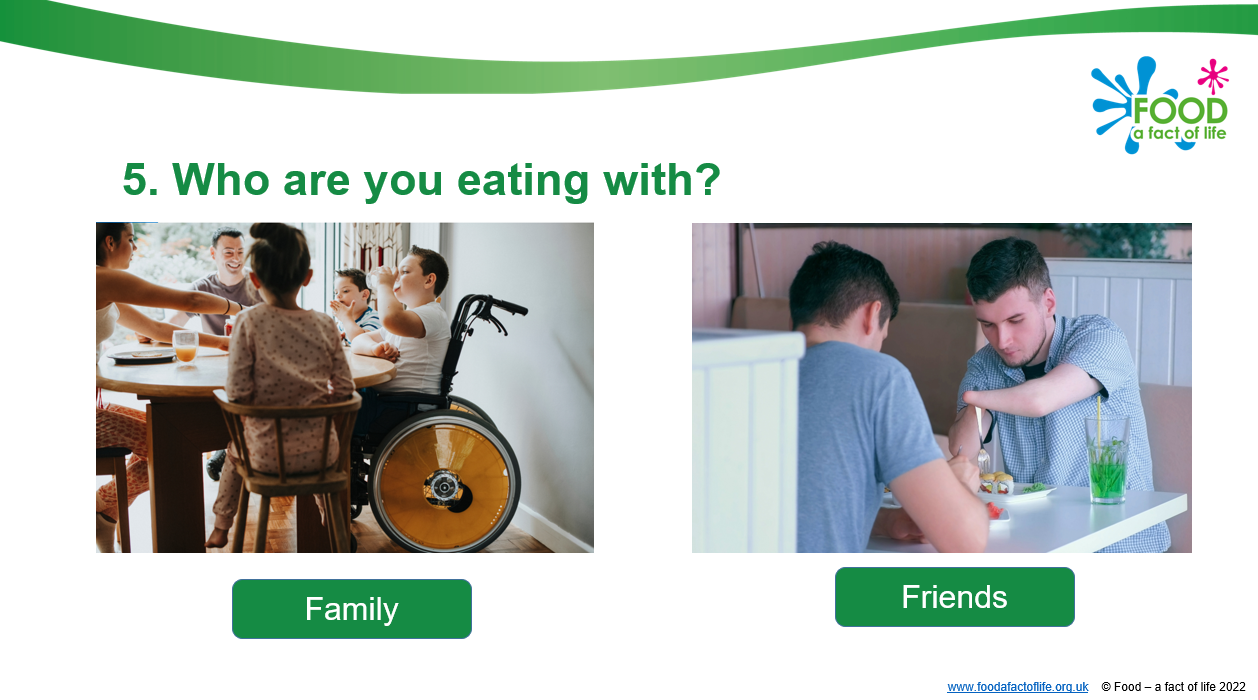 FOOD
a fact of life
5. Who are you eating with?
Family
Friends
www.foodafactoflife.org.uk © Food – a fact of life 2022